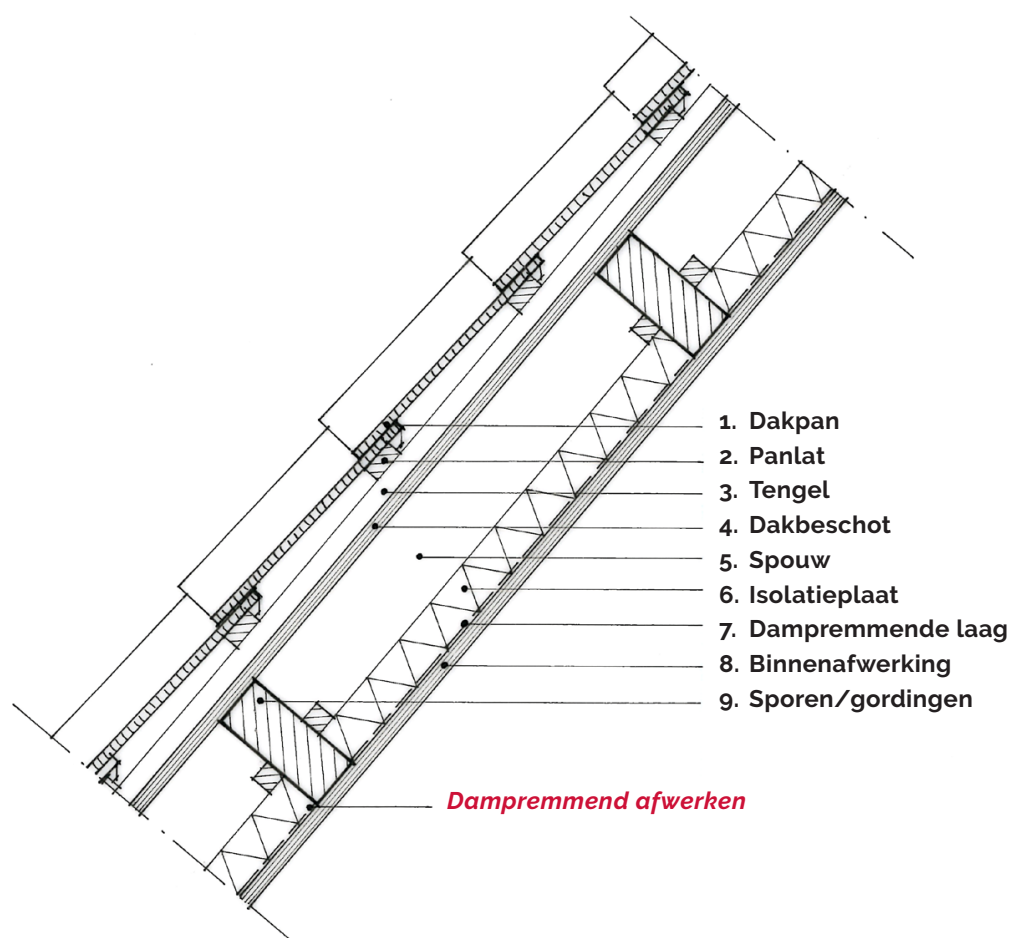 1. Dakpan
2. Panlat
3. Tengel
4. Dakbeschot
5. Spouw
6. Isolatieplaat
7. Dampremmende laag
8. Binnenafwerking
9. Sporen/gordingen
Dampremmend afwerken